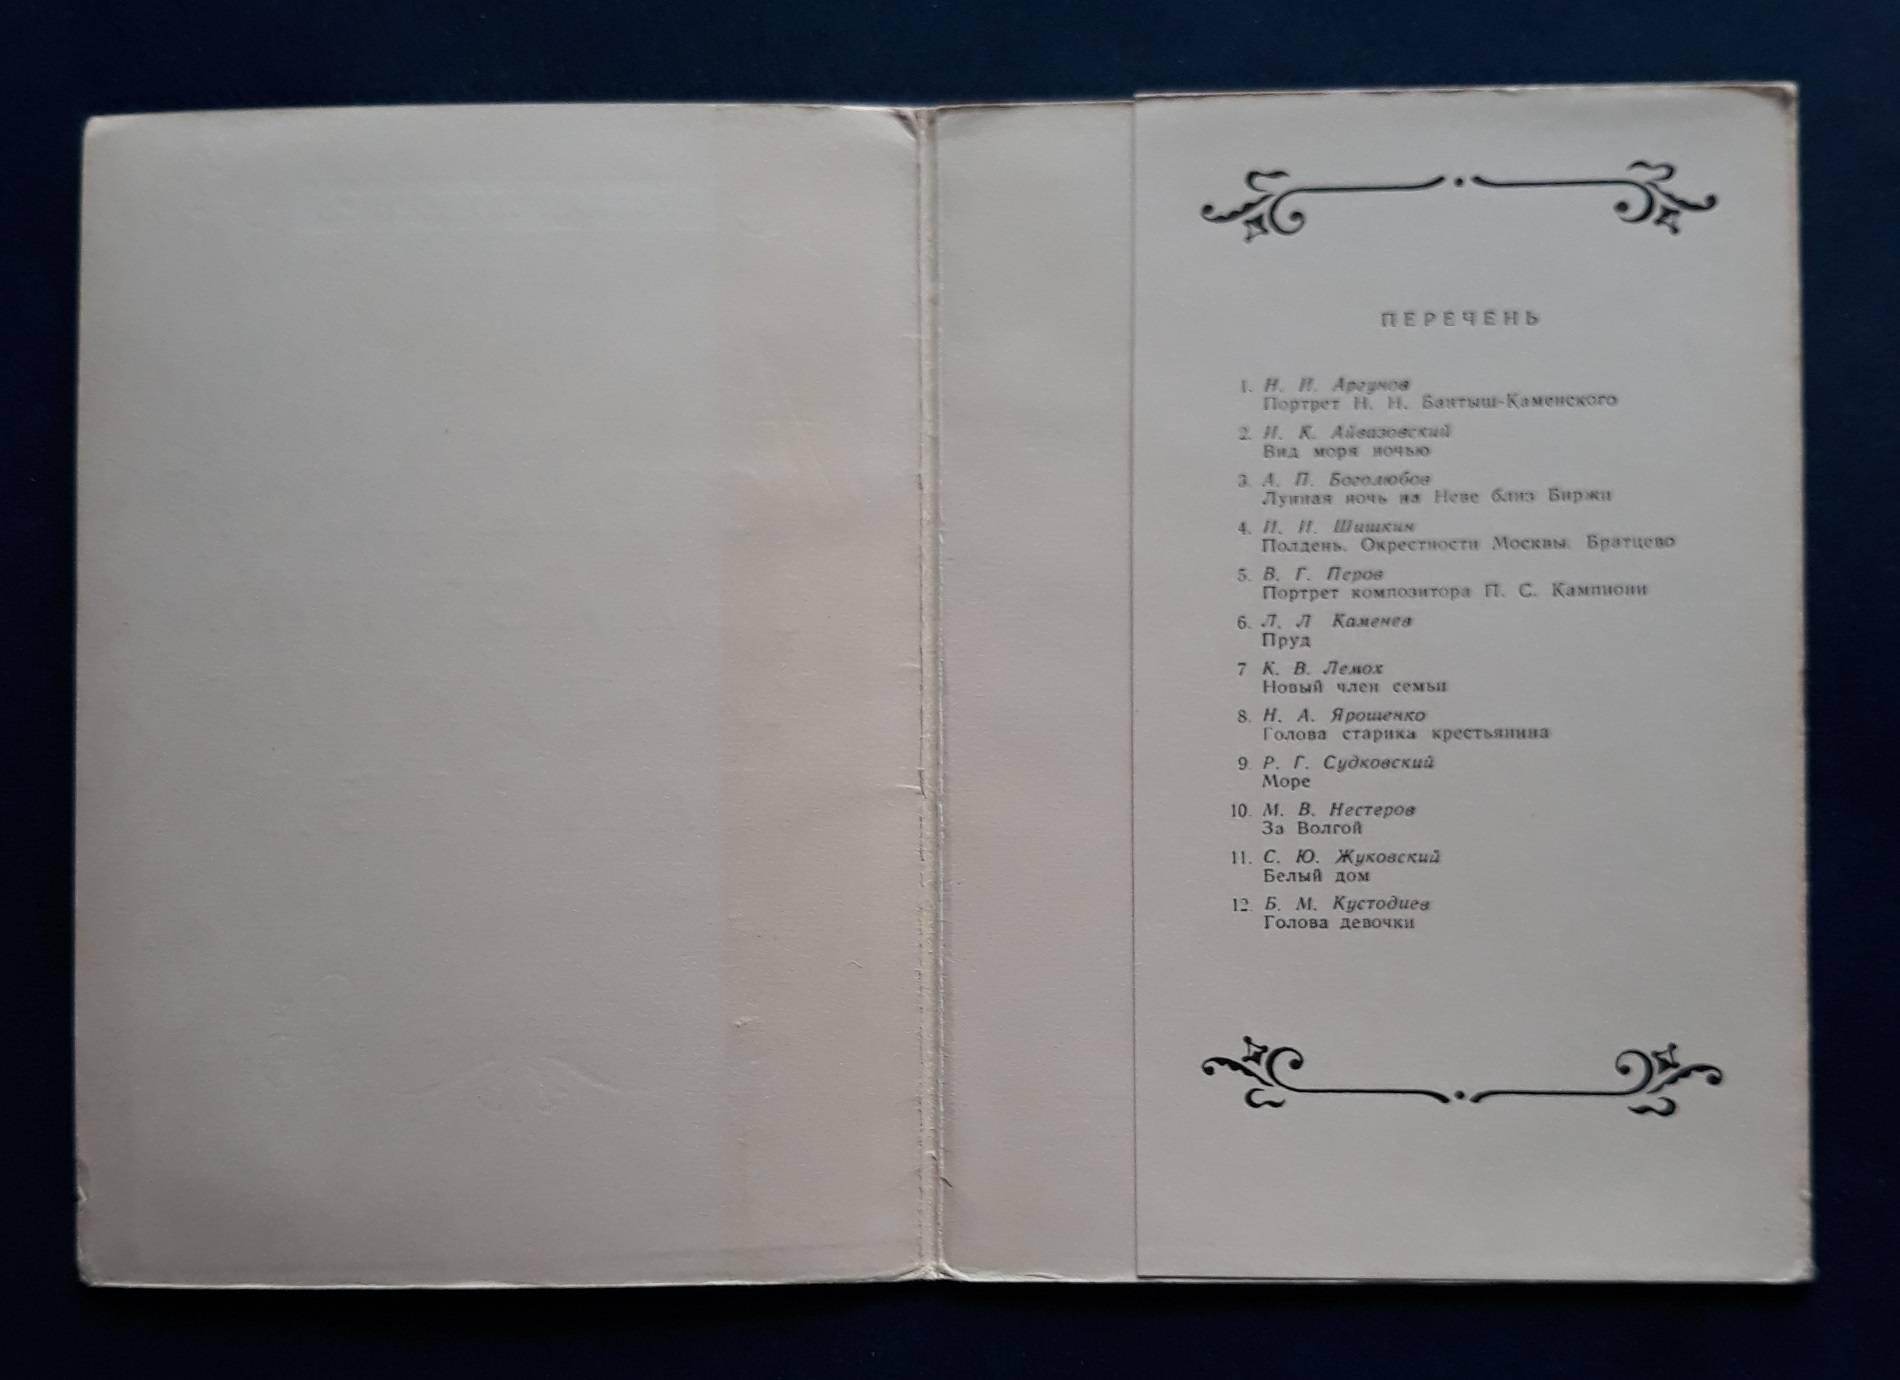 ПЕРЕЧЕНЬ
1. Н. И. Аргунов
Портрет Н. Н. Бантыш-Каменского
2. И. К. Айвазовский
Вид моря ночью
3. А. П. Боголюбов
Лунная ночь на Неве близ Биржи
4. И. И. Шишкин
Полдень. Окрестности Москвы. Братцево
5. В. Г. Перов
Портрет композитора П. С. Кампиони
6. Л. Л Каменев
Пруд
7 К. В. Лемох
Новый член семьи
8. Н. А. Ярошенко
Голова старика крестьянина
9. Р. Г. Судковский
Море
10. М. В. Нестеров
За Волгой
11. С. Ю. Жуковский
Белый дом
12. Б. М. Кустодиев
Голова девочки